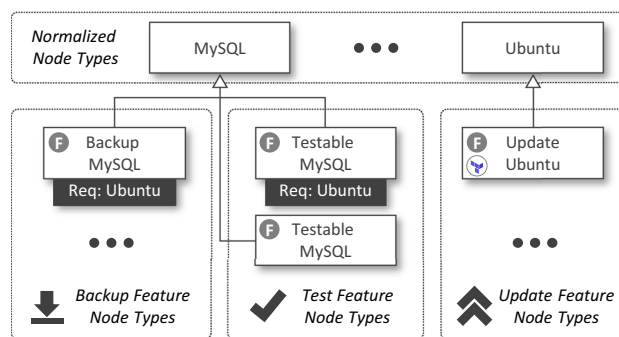 Normalized
Node Types
MySQL
Ubuntu
F
Backup
MySQL
Req: Ubuntu
F
Testable
MySQL
Req: Ubuntu
F
Testable
MySQL
F
Update
Ubuntu
Backup Feature
Node Types
Test Feature
Node Types
Update Feature
Node Types